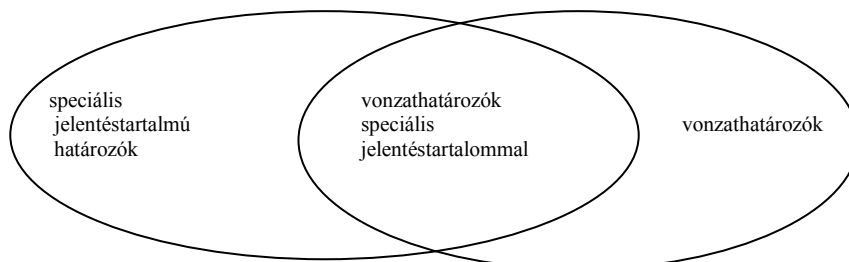 speciális
jelentéstartalmú
határozók
vonzathatározók
speciális
jelentéstartalommal
vonzathatározók